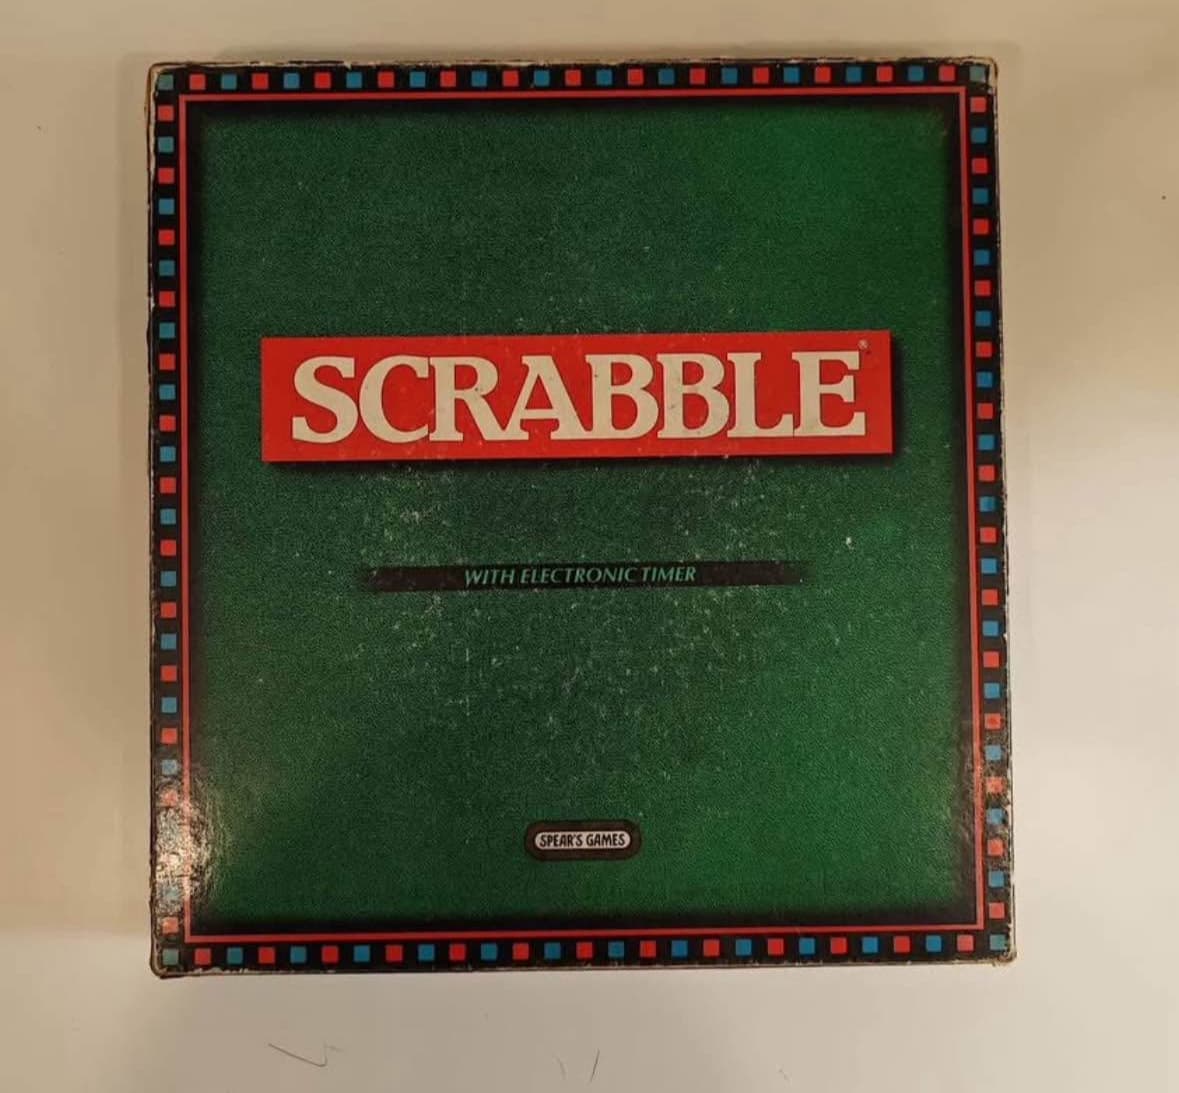 SCRABBLE®
WITH ELECTRONIC TIMER
SPEAR'S GAMES